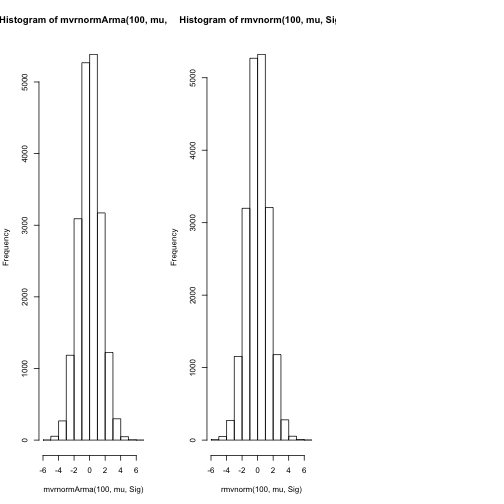 Histogram of mvrnormArma(100, mu,
Frequency
5000
4000
3000
2000
1000
0
-6 -4 -2 0 2 4 6
mvrnormArma(100, mu, Sig)
Histogram of rmvnorm(100, mu, Sig
Frequency
5000
4000
3000
2000
1000
0
-6 -4 -2 0 2 4 6
rmvnorm(100, mu, Sig)